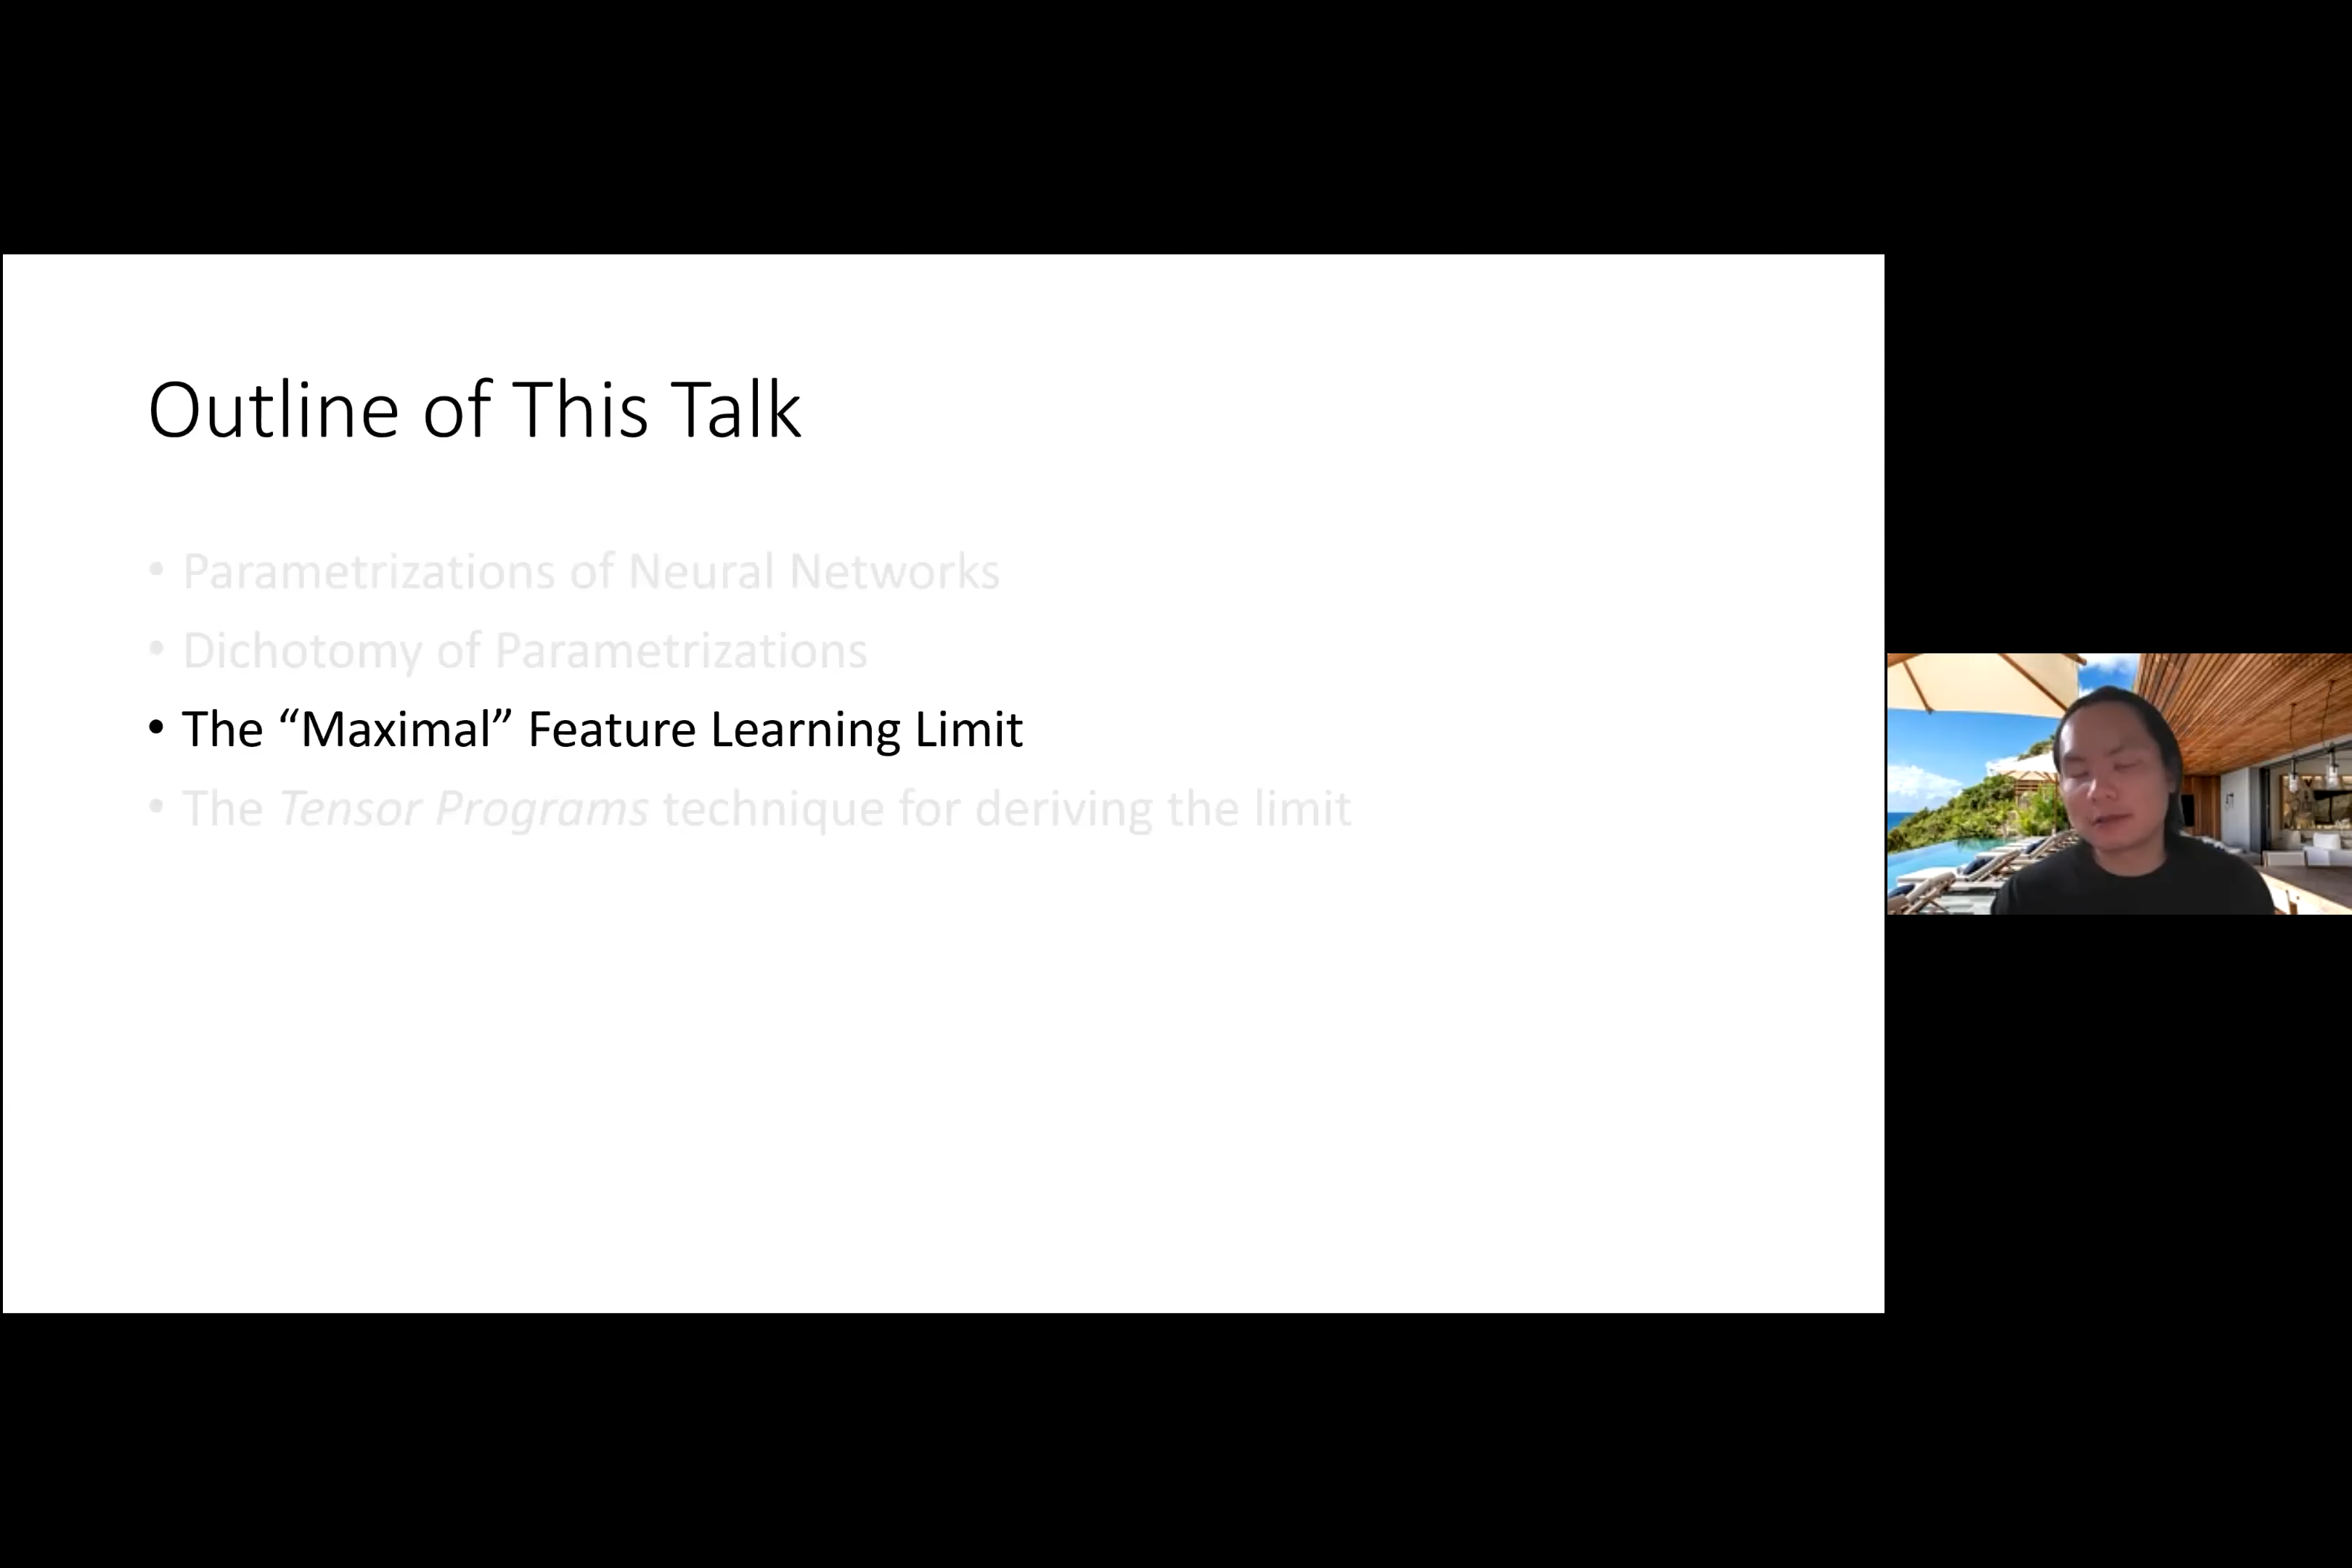 Outline of This Talk
• Parametrizations of Neural Networks
• Dichotomy of Parametrizations
• The “Maximal” Feature Learning Limit
• The Tensor Programs technique for deriving the limit